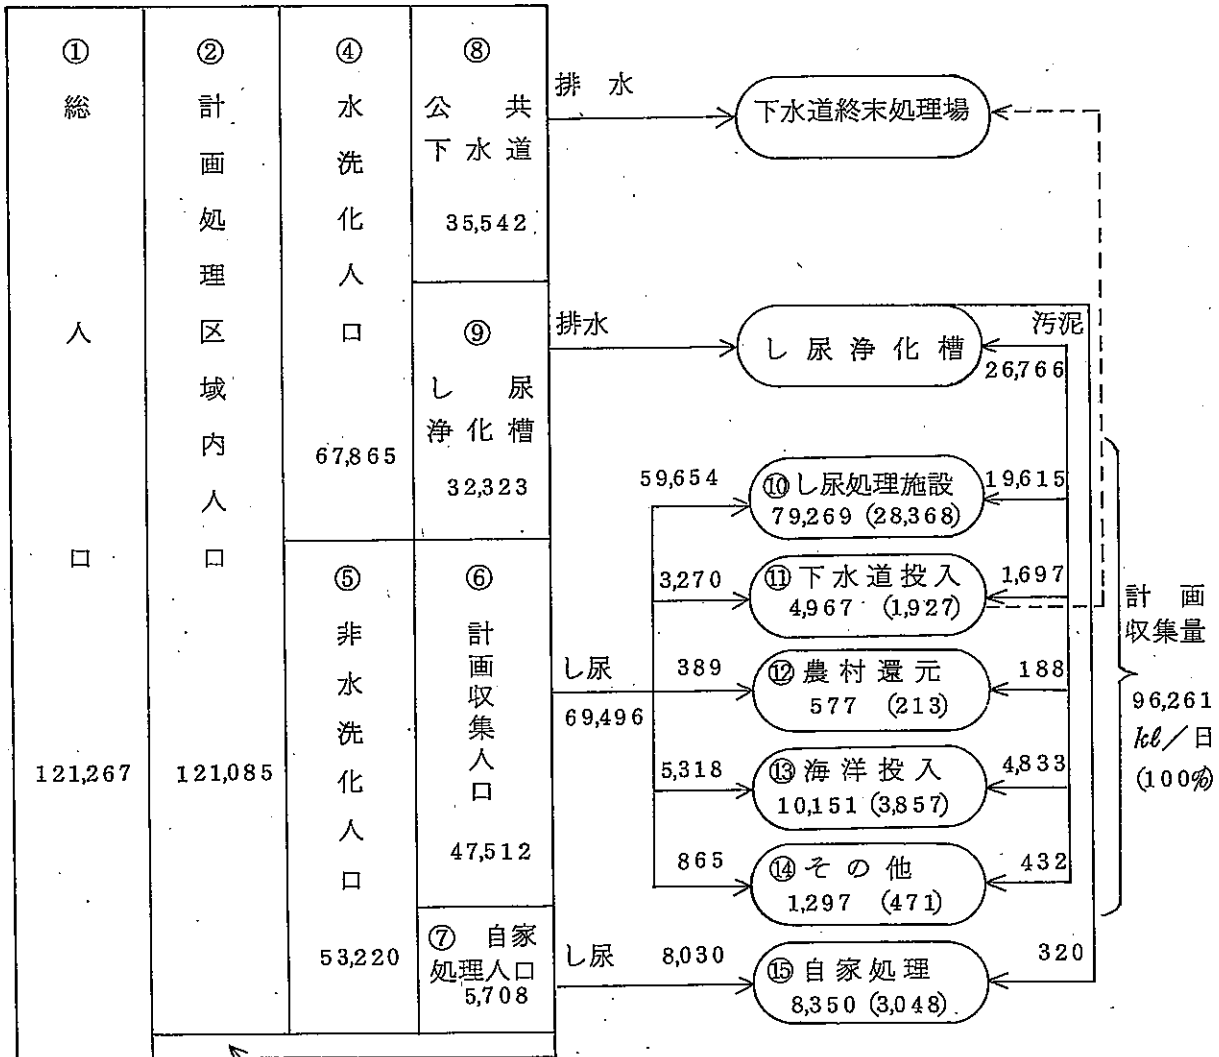 ① 総人口 121,267
② 計画処理区域内人口 121,085
④ 水洗化人口 67,865
⑧ 公共
下水道
35,542
⑨ し尿
浄化槽
32,323
⑤ 非水洗化人口 53,220
⑥ 計画収集人口 47,512
⑦ 自家
処理人口
5,708
排水
下水道終末処理場
排水
し尿浄化槽
汚泥
26,766
59,654
⑩し尿処理施設
79,269 (28,368)
19,615
3,270
⑪下水道投入
4,967 (1,927)
1,697
し尿
69,496
389
⑫農村還元
577 (213)
188
5,318
⑬海洋投入
10,151 (3,857)
4,833
865
⑭その他
1,297 (471)
432
計画
収集量
96,261
kℓ/日
(100%)
し尿
8,030
⑮自家処理
8,350 (3,048)
320